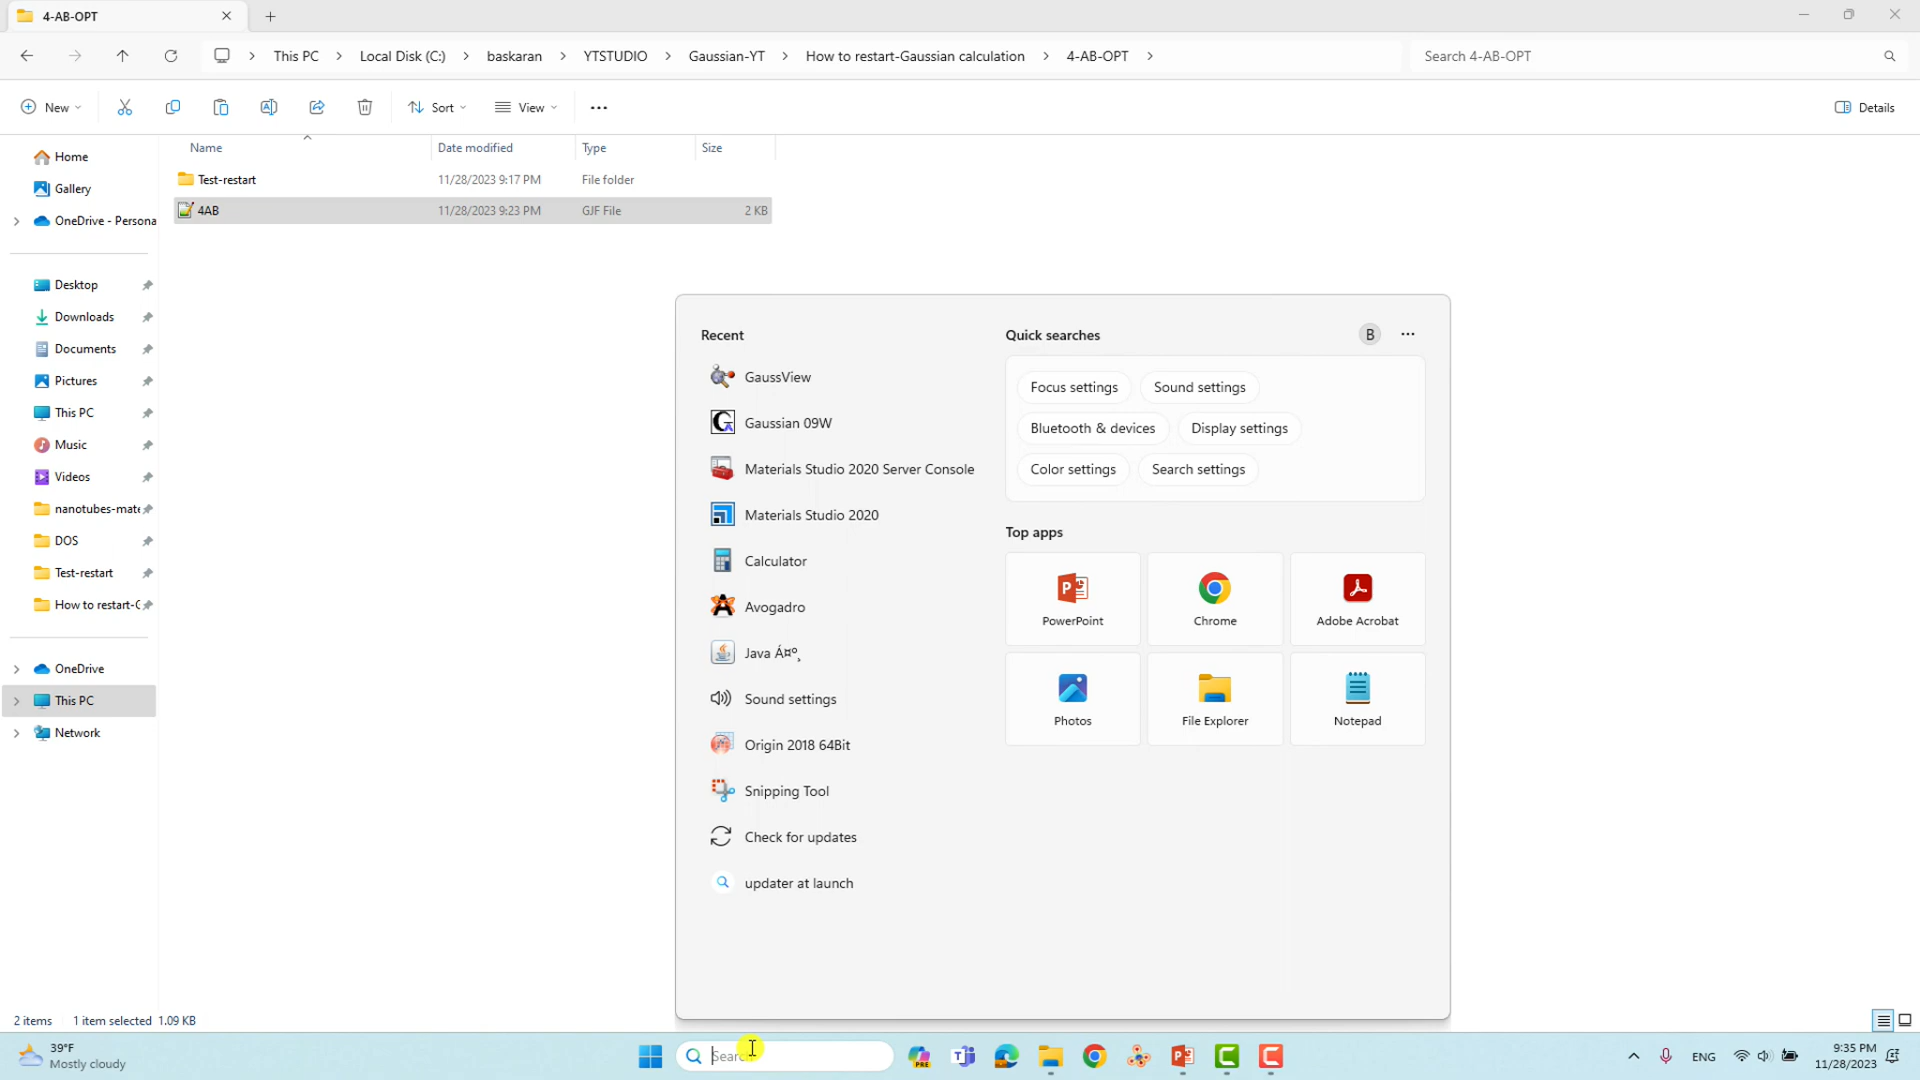 4-AB-OPT
This PC
Local Disk (C:)
baskaran
YTSTUDIO
Gaussian-YT
How to restart-Gaussian calculation
4-AB-OPT
Search 4-AB-OPT
New
Sort
View
Details
Name
Date modified
Type
Size
Test-restart
11/28/2023 9:17 PM
File folder
4AB
11/28/2023 9:23 PM
GJF File
2 KB
Home
Gallery
OneDrive - Persona
Desktop
Downloads
Documents
Pictures
This PC
Music
Videos
nanotubes-mate
DOS
Test-restart
How to restart-G
OneDrive
This PC
Network
Recent
GaussView
Gaussian 09W
Materials Studio 2020 Server Console
Materials Studio 2020
Calculator
Avogadro
Java Á¤º¸
Sound settings
Origin 2018 64Bit
Snipping Tool
Check for updates
updater at launch
Quick searches
B
Focus settings
Sound settings
Bluetooth & devices
Display settings
Color settings
Search settings
Top apps
PowerPoint
Chrome
Adobe Acrobat
Photos
File Explorer
Notepad
2 items
1 item selected 1.09 KB
39°F
Mostly cloudy
Search
PRE
ENG
9:35 PM
11/28/2023